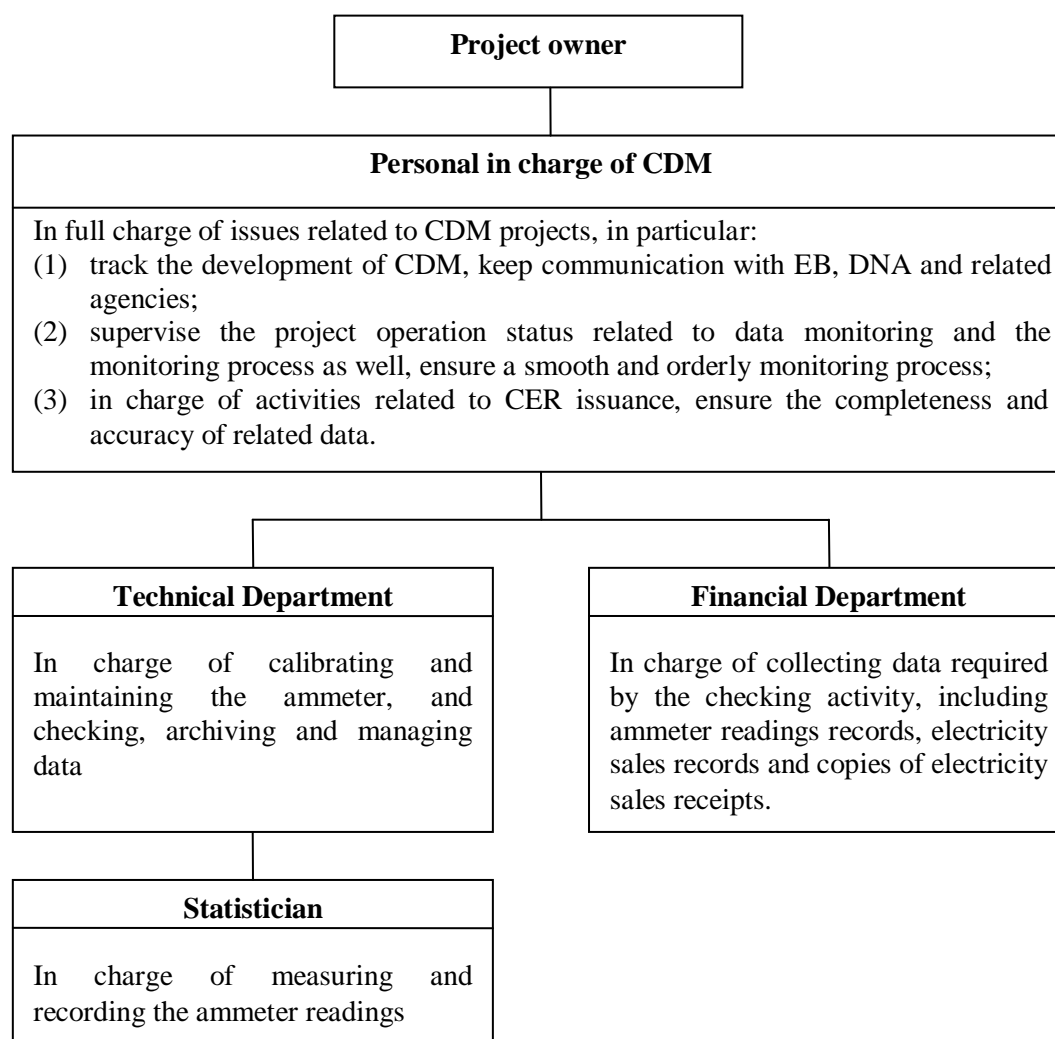 Project owner
Personal in charge of CDM
In full charge of issues related to CDM projects, in particular:
(1) track the development of CDM, keep communication with EB, DNA and related
agencies;
(2) supervise the project operation status related to data monitoring and the
monitoring process as well, ensure a smooth and orderly monitoring process;
(3) in charge of activities related to CER issuance, ensure the completeness and
accuracy of related data.
Technical Department
In charge of calibrating and
maintaining the ammeter, and
checking, archiving and managing
data
Financial Department
In charge of collecting data required
by the checking activity, including
ammeter readings records, electricity
sales records and copies of electricity
sales receipts.
Statistician
In charge of measuring and
recording the ammeter readings